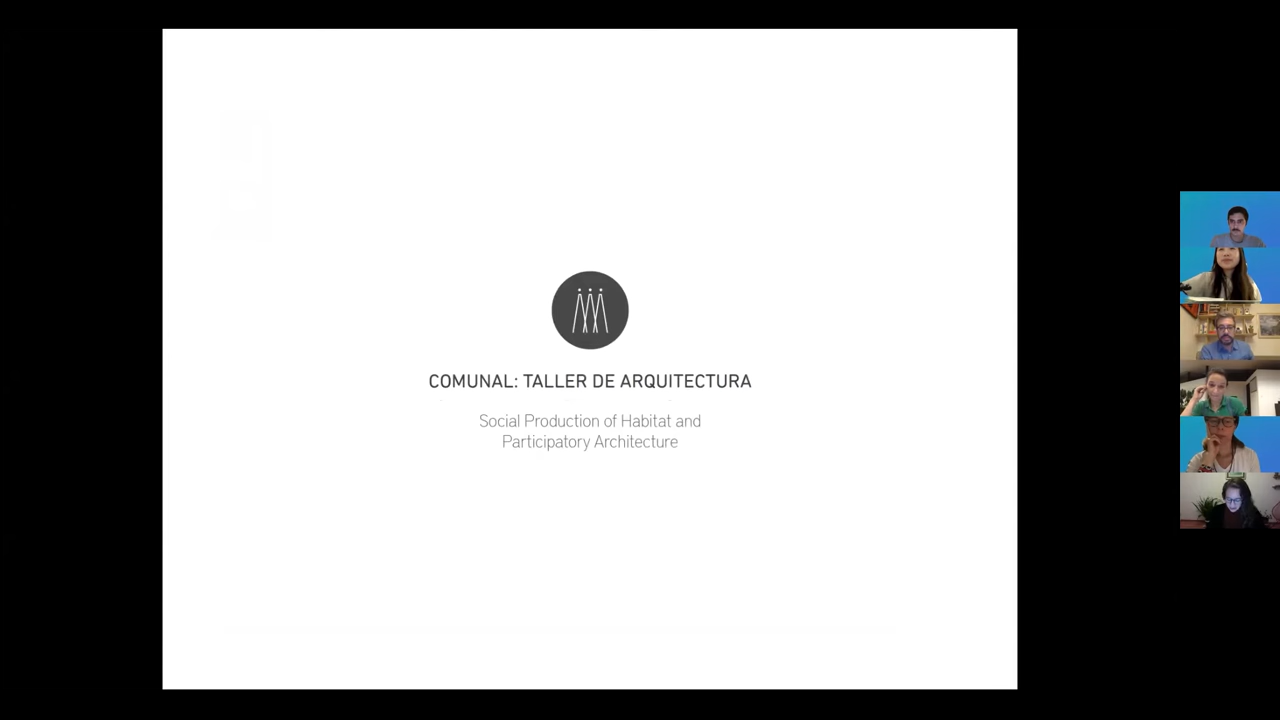 COMUNAL: TALLER DE ARQUITECTURA
Social Production of Habitat and
Participatory Architecture